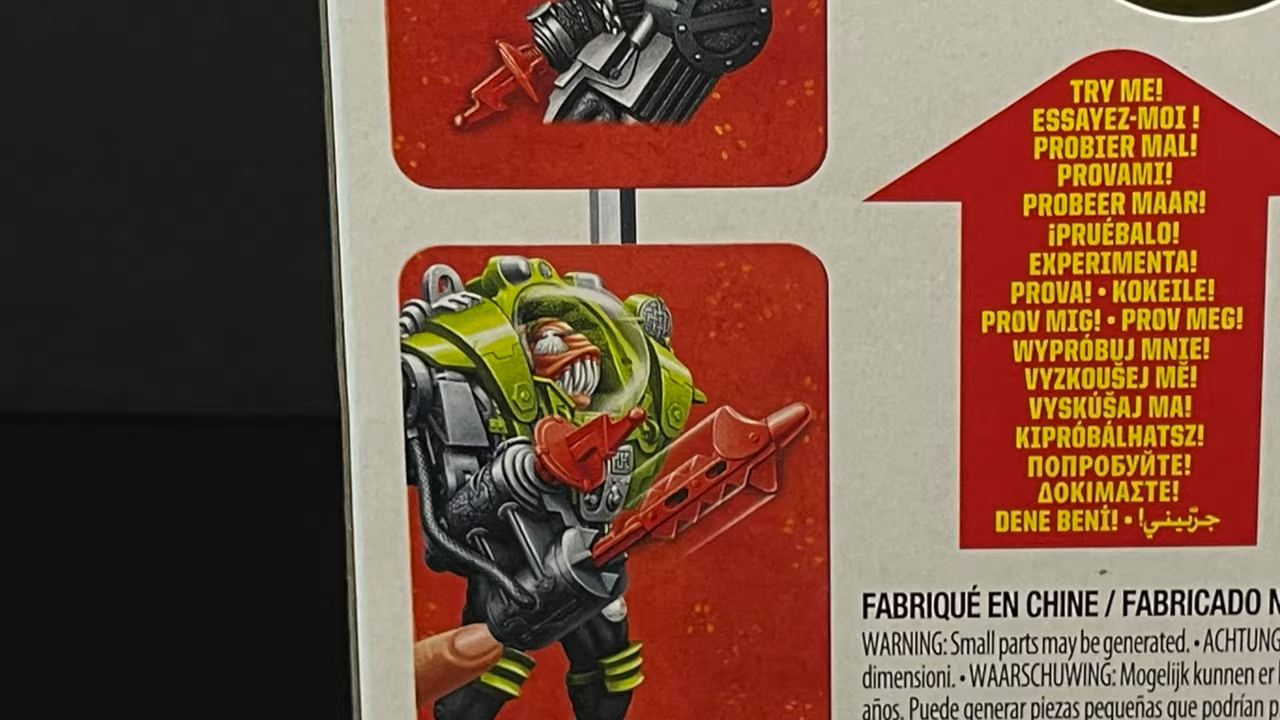 TRY ME!
ESSAYEZ-MOI !
PROBIER MAL!
PROVAMI!
PROBEER MAAR!
¡PRUÉBALO!
EXPERIMENTA!
PROVA! • KOKEILE!
PRØV MIG! • PRØV MEG!
WYPRÓBUJ MNIE!
VYZKOUŠEJ MĚ!
VYSKÚŠAJ MA!
KIPRÓBÁLHATSZ!
ПОПРОБУЙТЕ!
ΔΟΚΙΜΑΣΤΕ!
DENE BENİ! • جرّبيني!
FABRIQUÉ EN CHINE / FABRICADO
WARNING: Small parts may be generated. • ACHTUNG
dimensioni. • WAARSCHUWING: Mogelijk kunnen er
años. Puede generar piezas pequeñas que podrían